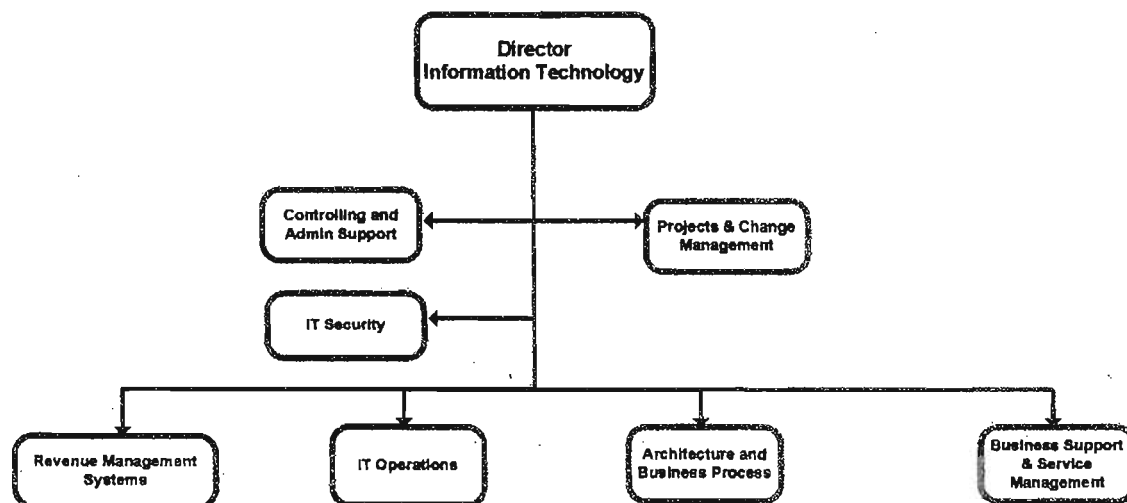 Director
Information Technology
Controlling and
Admin Support
Projects & Change
Management
IT Security
Revenue Management
Systems
IT Operations
Architecture and
Business Process
Business Support
& Service
Management